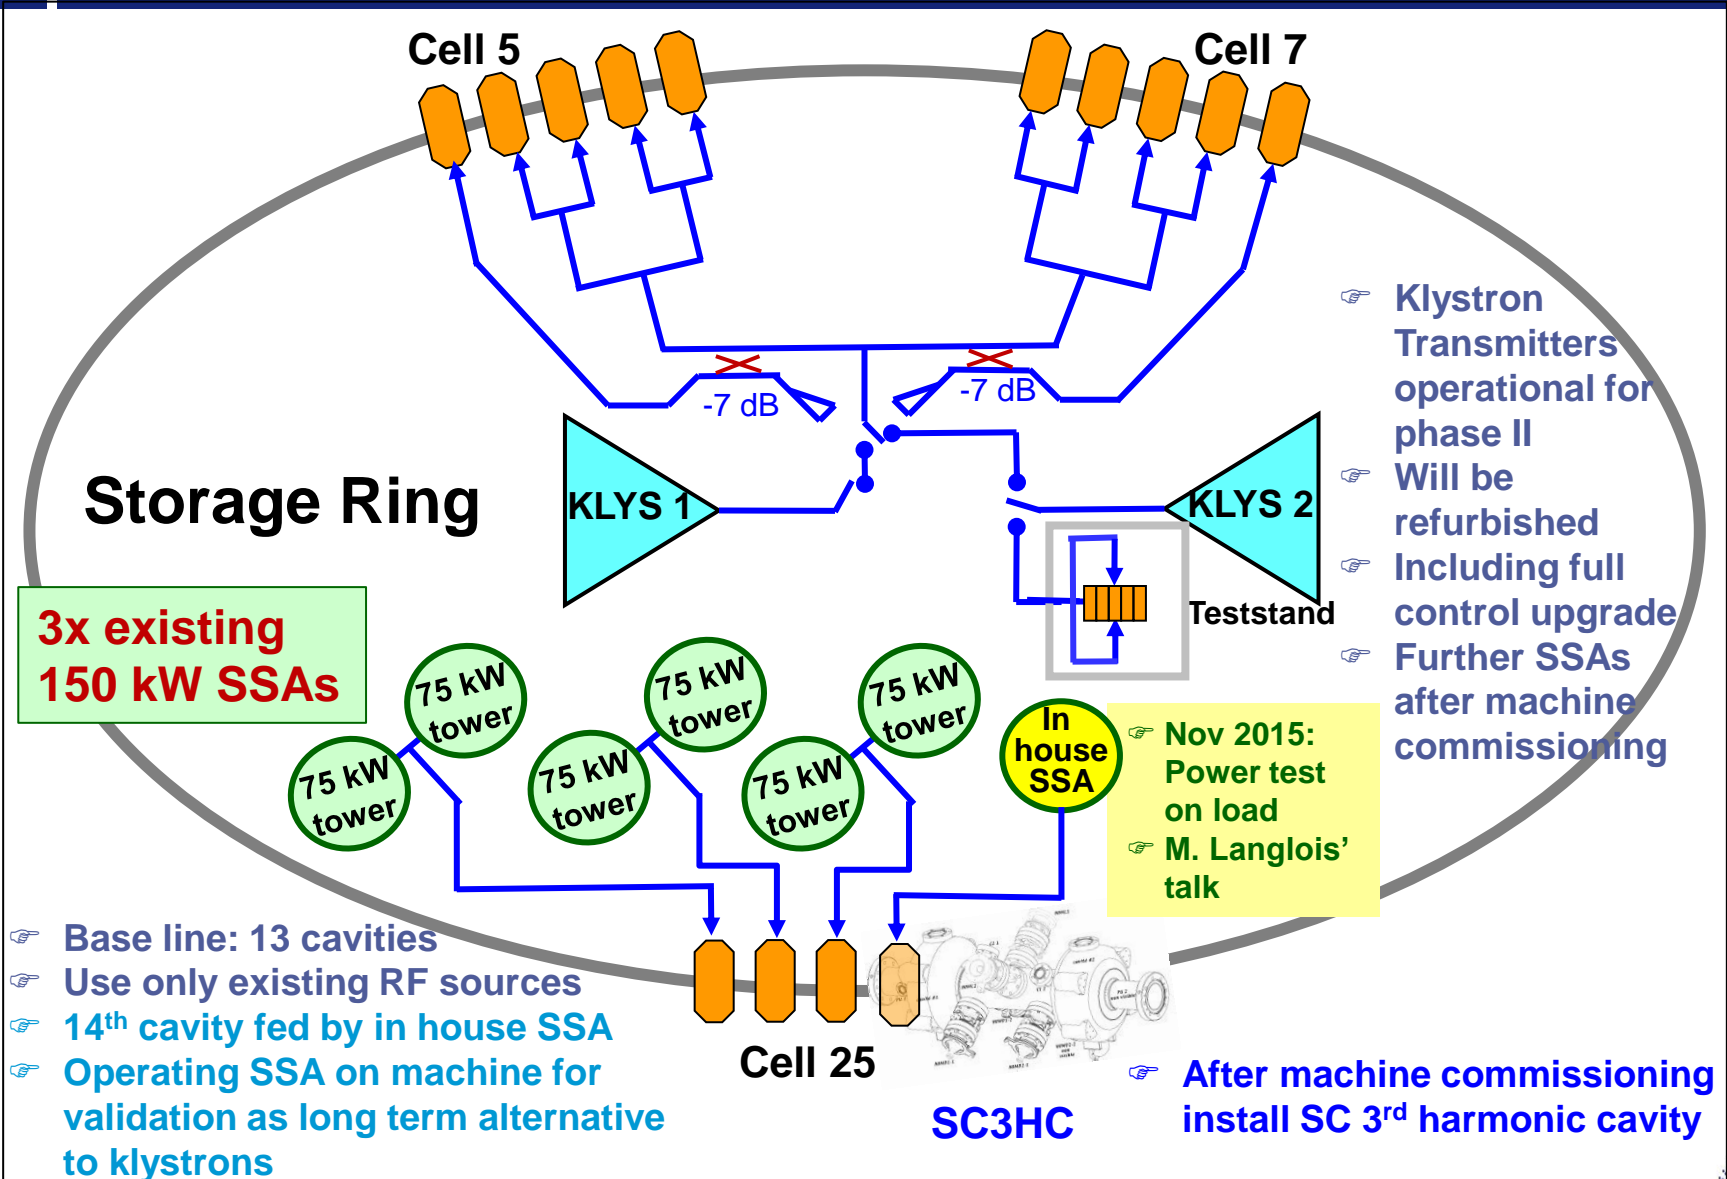 Cell 5
Cell 7
-7 dB
-7 dB
KLYS 1
KLYS 2
Storage Ring
Teststand
☞ Klystron
Transmitters
operational for
phase II
☞ Will be
refurbished
☞ Including full
control upgrade
☞ Further SSAs
after machine
commissioning
3x existing
150 kW SSAs
75 kW
tower
75 kW
tower
75 kW
tower
75 kW
tower
75 kW
tower
75 kW
tower
In
house
SSA
☞ Nov 2015:
Power test
on load
☞ M. Langlois’
talk
☞ Base line: 13 cavities
☞ Use only existing RF sources
☞ 14th cavity fed by in house SSA
☞ Operating SSA on machine for
validation as long term alternative
to klystrons
Cell 25
SC3HC
☞ After machine commissioning
install SC 3rd harmonic cavity